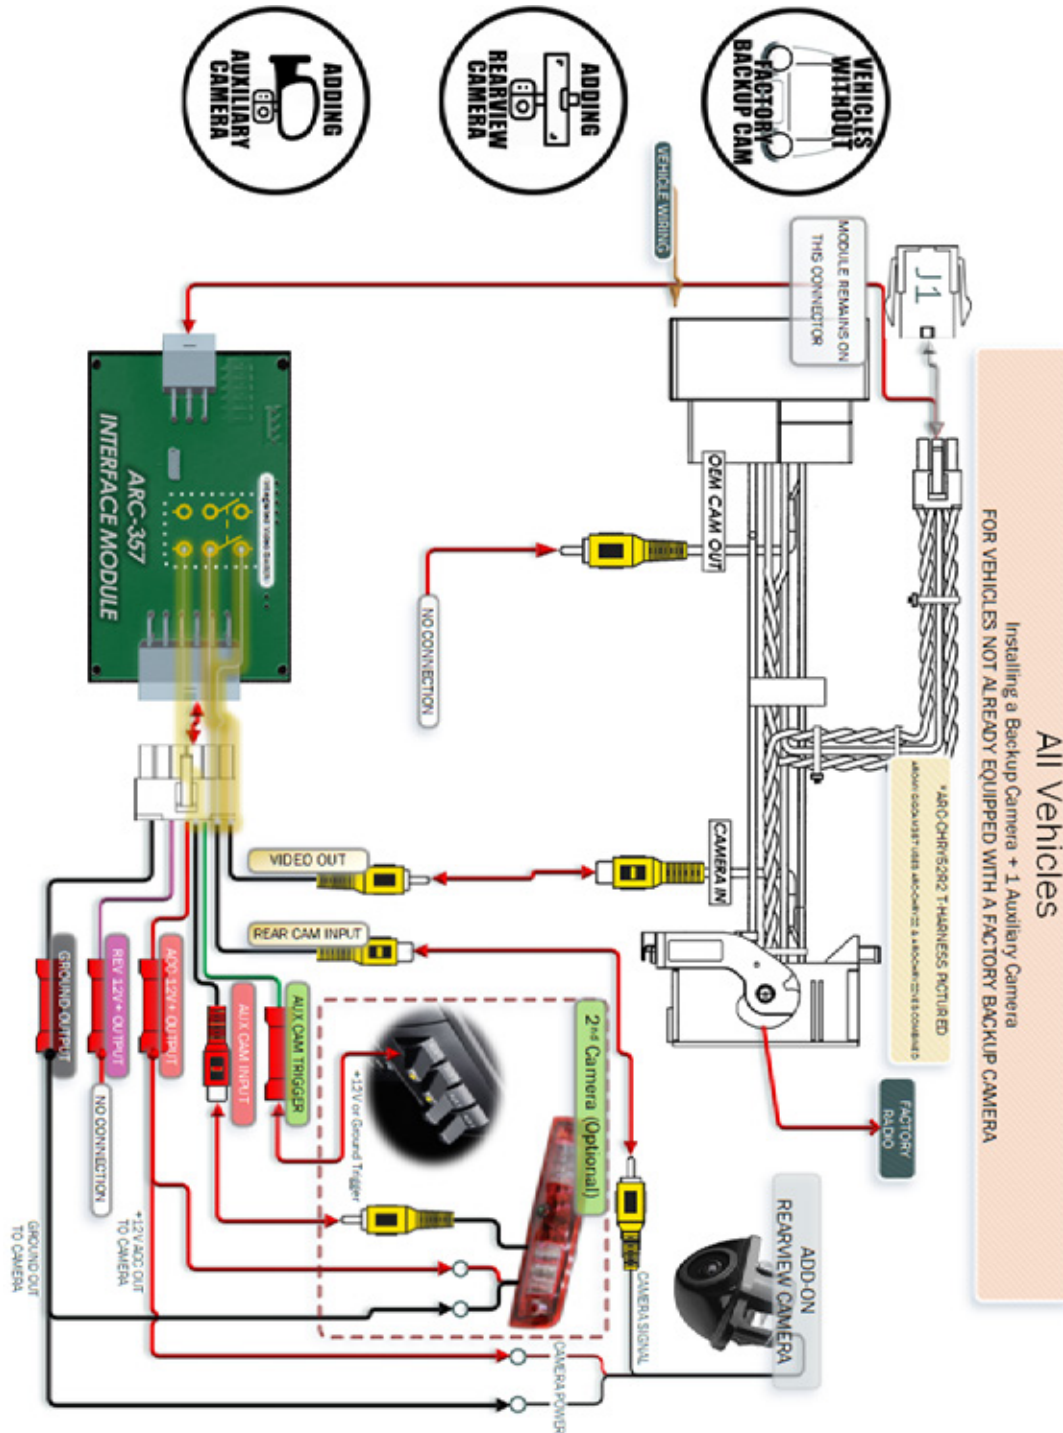 All Vehicles
Installing a Backup Camera + 1 Auxiliary Camera
FOR VEHICLES NOT ALREADY EQUIPPED WITH A FACTORY BACKUP CAMERA
VEHICLES
WITHOUT
FACTORY
BACKUP CAM
ADDING
REARVIEW
CAMERA
ADDING
AUXILIARY
CAMERA
J1
MODULE REMAINS ON
THIS CONNECTOR
VEHICLE WIRING
*ARC-CHRY52R2 T-HARNESS PICTURED
OEM CAM OUT
NO CONNECTION
CAMERA IN
FACTORY
RADIO
ARC-357
INTERFACE MODULE
Integrated Video Switch
VIDEO OUT
REAR CAM INPUT
AUX CAM TRIGGER
AUX CAM INPUT
ACC 12V+ OUTPUT
REV 12V+ OUTPUT
GROUND OUTPUT
NO CONNECTION
2nd Camera (Optional)
+12V or Ground Trigger
ADD-ON
REARVIEW CAMERA
CAMERA SIGNAL
CAMERA POWER
+12V ACC OUT
TO CAMERA
GROUND OUT
TO CAMERA